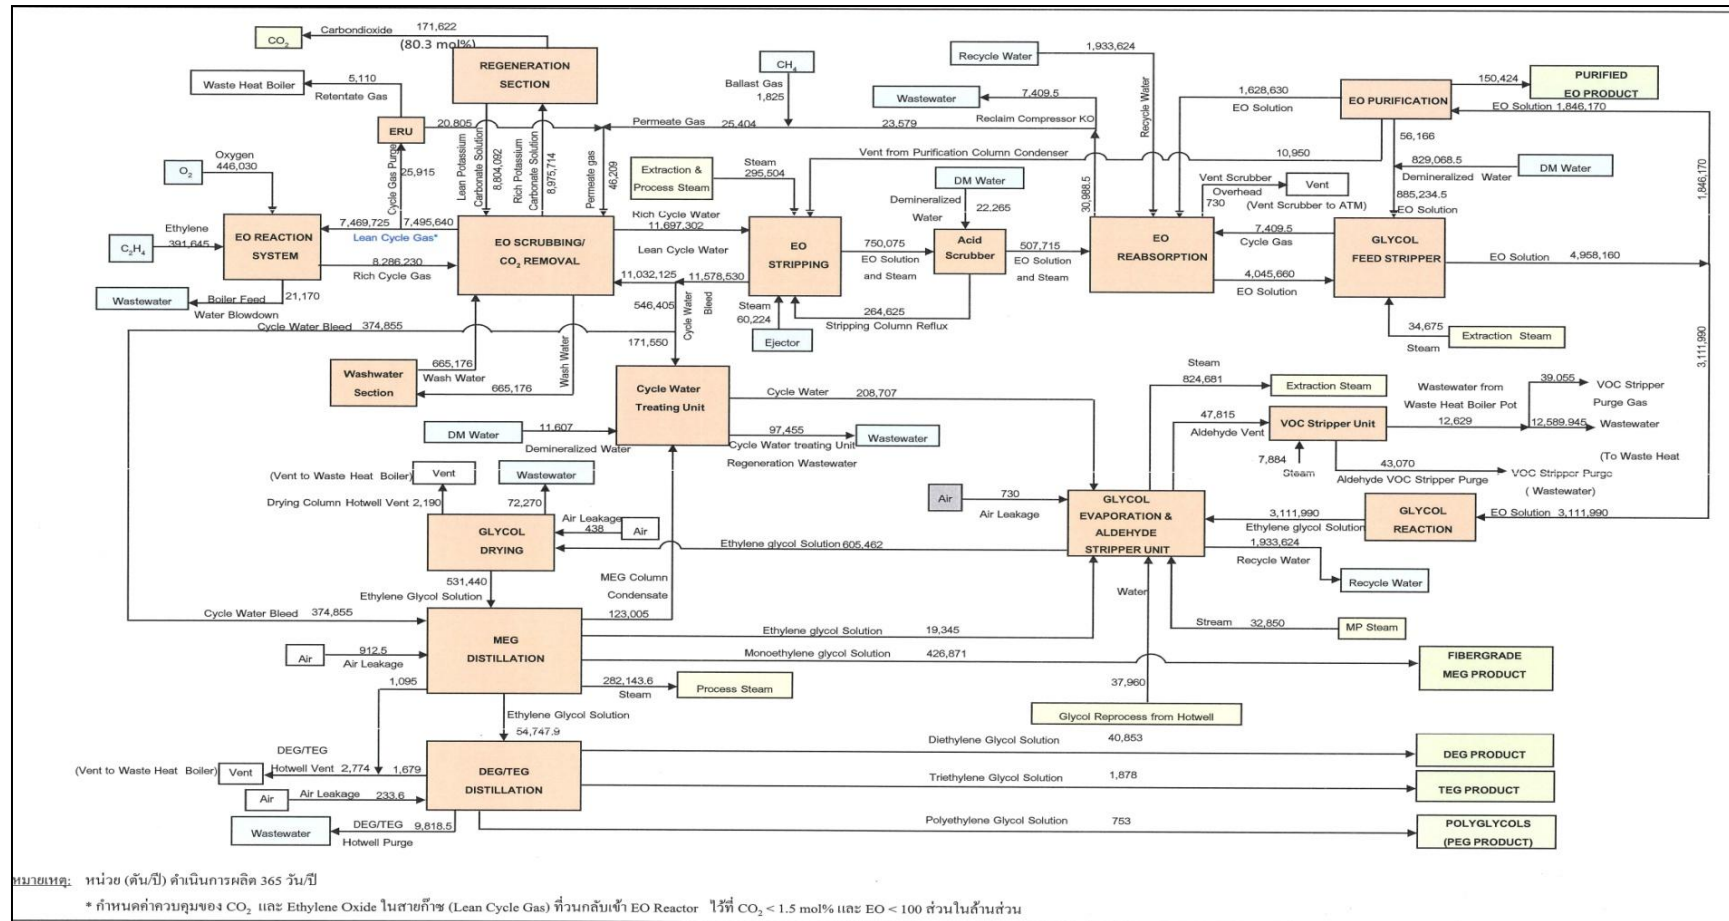 Carbondioxide 171,622
CO2
(80.3 mol%)
REGENERATION
SECTION
Waste Heat Boiler
5,110
Retentate Gas
ERU
20,805
Permeate Gas
25,404
23,579
CH4
Ballast Gas
1,825
Wastewater
7,409.5
Reclaim Compressor KO
Recycle Water
1,933,624
Recycle Water
1,628,630
EO Solution
EO PURIFICATION
150,424
PURIFIED
EO PRODUCT
EO Solution 1,846,170
56,166
829,068.5
DM Water
Demineralized Water
885,234.5
EO Solution
1,846,170
Oxygen
446,030
O2
Cycle Gas Purge
25,915
Lean Potassium
Carbonate Solution
8,804,092
Rich Potassium
Carbonate Solution
8,975,714
Permeate gas
46,209
Extraction &
Process Steam
Steam
295,504
Vent from Purification Column Condenser
10,950
DM Water
Demineralized
Water
22,265
30,988.5
Vent Scrubber
Overhead
730
Vent
(Vent Scrubber to ATM)
Ethylene
391,645
C2H4
EO REACTION
SYSTEM
7,469,725
7,495,640
Lean Cycle Gas*
8,286,230
Rich Cycle Gas
EO SCRUBBING/
CO2 REMOVAL
Rich Cycle Water
11,697,302
Lean Cycle Water
11,032,125
11,578,530
EO
STRIPPING
750,075
EO Solution
and Steam
Acid
Scrubber
507,715
EO Solution
and Steam
EO
REABSORPTION
7,409.5
Cycle Gas
4,045,660
EO Solution
GLYCOL
FEED STRIPPER
EO Solution
4,958,160
Wastewater
Boiler Feed
21,170
Water Blowdown
546,405
Cycle Water
Bleed
Steam
60,224
Ejector
264,625
Stripping Column Reflux
34,675
Steam
Extraction Steam
3,111,990
Cycle Water Bleed 374,855
171,550
Washwater
Section
665,176
Wash Water
665,176
Wash Water
Cycle Water
Treating Unit
Cycle Water
208,707
97,455
Cycle Water treating Unit
Regeneration Wastewater
Wastewater
DM Water
11,607
Demineralized Water
Steam
824,681
Extraction Steam
47,815
Aldehyde Vent
VOC Stripper Unit
Wastewater from
Waste Heat Boiler Pot
12,629
39,055
VOC Stripper
Purge Gas
12,589.945
Wastewater
(To Waste Heat
7,884
Steam
43,070
Aldehyde VOC Stripper Purge
VOC Stripper Purge
( Wastewater)
(Vent to Waste Heat Boiler)
Vent
Wastewater
Drying Column Hotwell Vent 2,190
72,270
GLYCOL
DRYING
Air Leakage
438
Air
Air
730
Air Leakage
GLYCOL
EVAPORATION &
ALDEHYDE
STRIPPER UNIT
3,111,990
Ethylene glycol Solution
GLYCOL
REACTION
EO Solution 3,111,990
1,933,624
Recycle Water
Recycle Water
Ethylene glycol Solution 605,462
531,440
Ethylene Glycol Solution
MEG Column
Condensate
123,005
Water
Cycle Water Bleed
374,855
MEG
DISTILLATION
Ethylene glycol Solution
19,345
Stream
32,850
MP Steam
Air
912.5
Air Leakage
Monoethylene glycol Solution
426,871
FIBERGRADE
MEG PRODUCT
1,095
282,143.6
Steam
Process Steam
37,960
Glycol Reprocess from Hotwell
Ethylene Glycol Solution
54,747.9
DEG/TEG
DISTILLATION
Diethylene Glycol Solution
40,853
DEG PRODUCT
DEG/TEG
(Vent to Waste Heat Boiler)
Vent
Hotwell Vent 2,774
1,679
Triethylene Glycol Solution
1,878
TEG PRODUCT
Air
Air Leakage
233.6
Wastewater
DEG/TEG
9,818.5
Hotwell Purge
Polyethylene Glycol Solution
753
POLYGLYCOLS
(PEG PRODUCT)
หมายเหตุ: หน่วย (ตัน/ปี) ดำเนินการผลิต 365 วัน/ปี
* กำหนดค่าควบคุมของ CO2 และ Ethylene Oxide ในสายก๊าซ (Lean Cycle Gas) ที่วนกลับเข้า EO Reactor ไว้ที่ CO2 < 1.5 mol% และ EO < 100 ส่วนในล้านส่วน